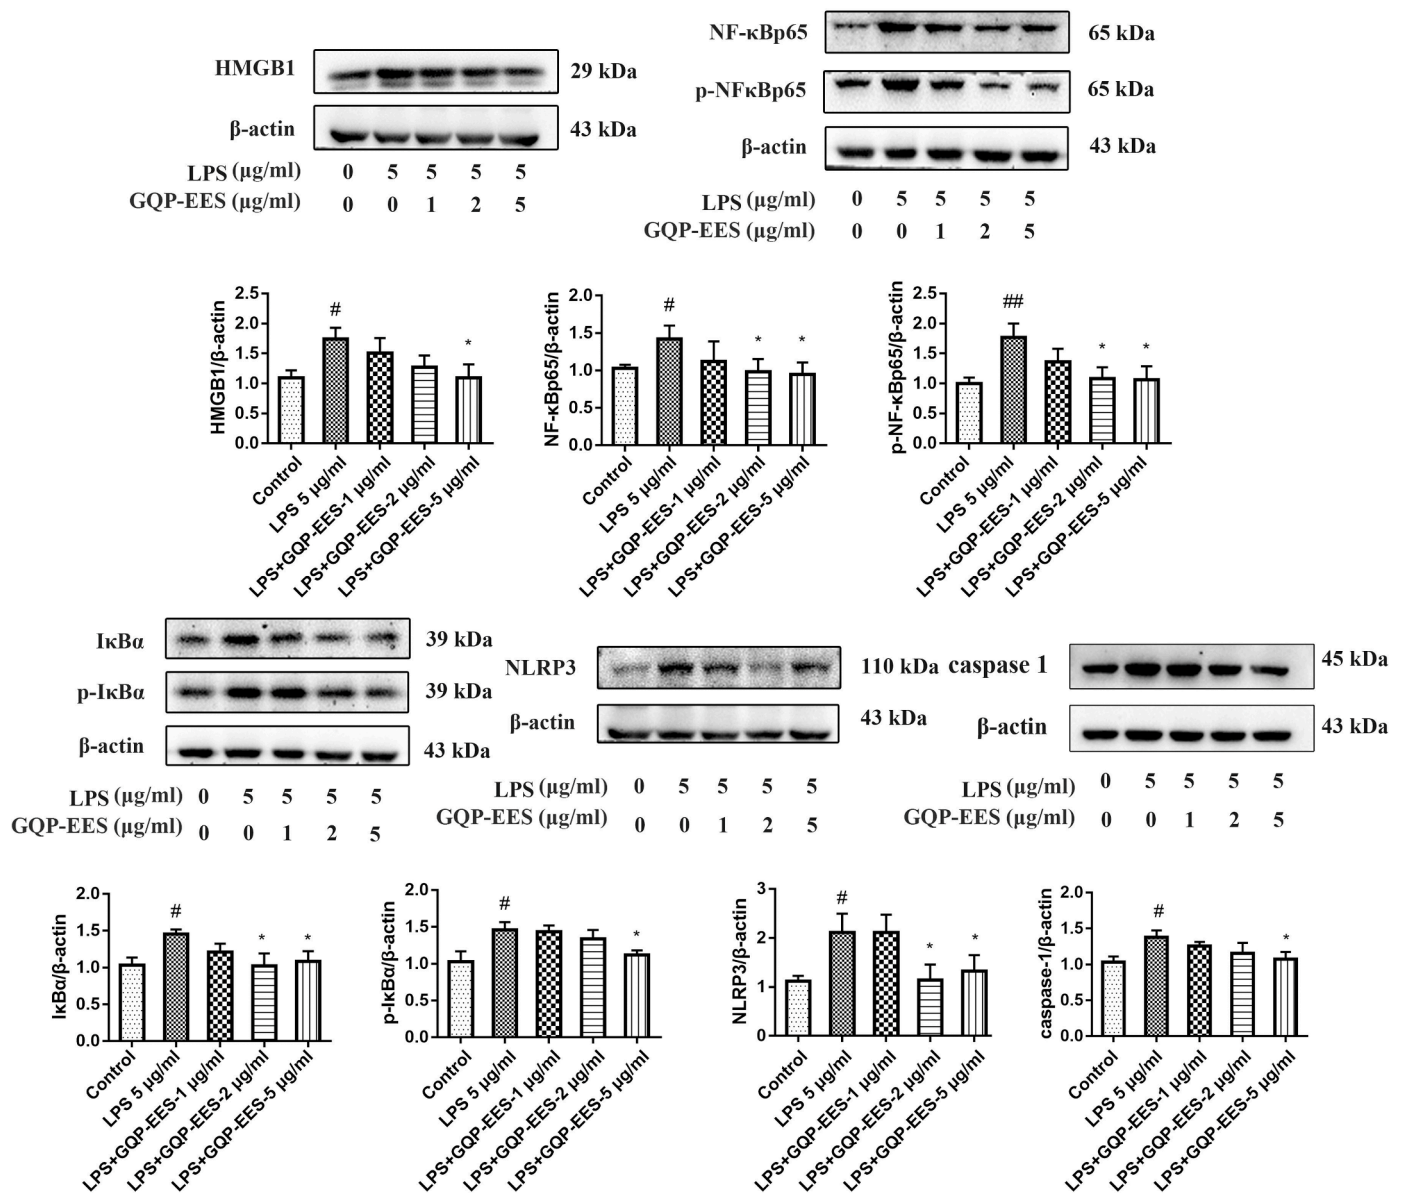 HMGB1 29 kDa
β-actin 43 kDa
LPS (μg/ml) 0 5 5 5 5
GQP-EES (μg/ml) 0 0 1 2 5
NF-κBp65 65 kDa
p-NFκBp65 65 kDa
β-actin 43 kDa
LPS (μg/ml) 0 5 5 5 5
GQP-EES (μg/ml) 0 0 1 2 5
HMGB1/β-actin
2.5
2.0
1.5
1.0
0.5
0.0
#
*
Control
LPS 5 μg/ml
LPS+GQP-EES-1 μg/ml
LPS+GQP-EES-2 μg/ml
LPS+GQP-EES-5 μg/ml
NF-κBp65/β-actin
2.0
1.5
1.0
0.5
0.0
#
* *
Control
LPS 5 μg/ml
LPS+GQP-EES-1 μg/ml
LPS+GQP-EES-2 μg/ml
LPS+GQP-EES-5 μg/ml
p-NF-κBp65/β-actin
2.5
2.0
1.5
1.0
0.5
0.0
##
* *
Control
LPS 5 μg/ml
LPS+GQP-EES-1 μg/ml
LPS+GQP-EES-2 μg/ml
LPS+GQP-EES-5 μg/ml
IκBα 39 kDa
p-IκBα 39 kDa
β-actin 43 kDa
LPS (μg/ml) 0 5 5 5 5
GQP-EES (μg/ml) 0 0 1 2 5
NLRP3 110 kDa
β-actin 43 kDa
LPS (μg/ml) 0 5 5 5 5
GQP-EES (μg/ml) 0 0 1 2 5
caspase 1 45 kDa
β-actin 43 kDa
LPS (μg/ml) 0 5 5 5 5
GQP-EES (μg/ml) 0 0 1 2 5
IκBα/β-actin
2.0
1.5
1.0
0.5
0.0
#
* *
Control
LPS 5 μg/ml
LPS+GQP-EES-1 μg/ml
LPS+GQP-EES-2 μg/ml
LPS+GQP-EES-5 μg/ml
p-IκBα/β-actin
2.0
1.5
1.0
0.5
0.0
#
*
Control
LPS 5 μg/ml
LPS+GQP-EES-1 μg/ml
LPS+GQP-EES-2 μg/ml
LPS+GQP-EES-5 μg/ml
NLRP3/β-actin
3
2
1
0
#
* *
Control
LPS 5 μg/ml
LPS+GQP-EES-1 μg/ml
LPS+GQP-EES-2 μg/ml
LPS+GQP-EES-5 μg/ml
caspase-1/β-actin
2.0
1.5
1.0
0.5
0.0
#
*
Control
LPS 5 μg/ml
LPS+GQP-EES-1 μg/ml
LPS+GQP-EES-2 μg/ml
LPS+GQP-EES-5 μg/ml